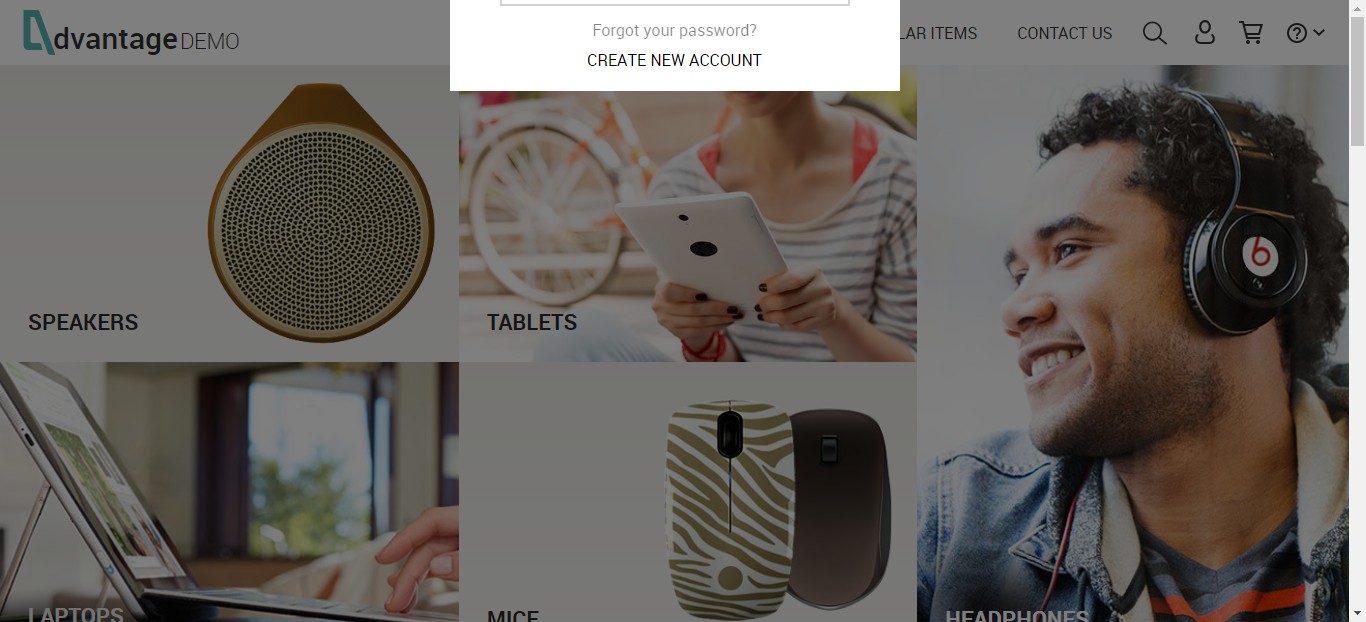 dvantage DEMO
Forgot your password?
CREATE NEW ACCOUNT
LAR ITEMS
CONTACT US
SPEAKERS
TABLETS
LAPTOPS
MICE
HEADPHONES